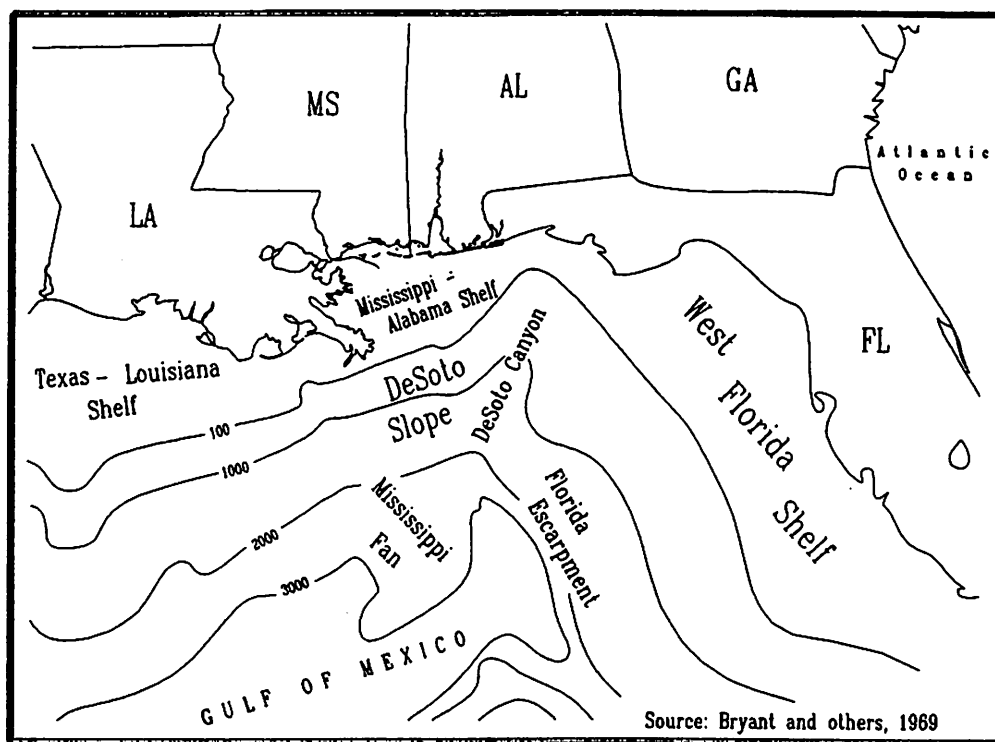 MS
AL
GA
Atlantic
Ocean
LA
Mississippi -
Alabama Shelf
West
Florida
Shelf
FL
Texas - Louisiana
Shelf
DeSoto
Slope
DeSoto Canyon
100
1000
2000
3000
Mississippi
Fan
Florida
Escarpment
GULF OF MEXICO
Source: Bryant and others, 1969